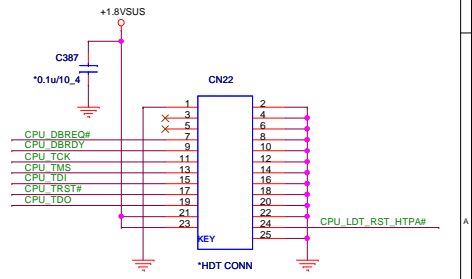 +1.8VSUS
C387
*0.1u/10_4
CN22
1 2
3 4
5 6
CPU_DBREQ# 7 8
CPU_DBRDY 9 10
CPU_TCK 11 12
CPU_TMS 13 14
CPU_TDI 15 16
CPU_TRST# 17 18
CPU_TDO 19 20
21 22
23 24 CPU_LDT_RST_HTPA#
KEY 25
*HDT CONN
A